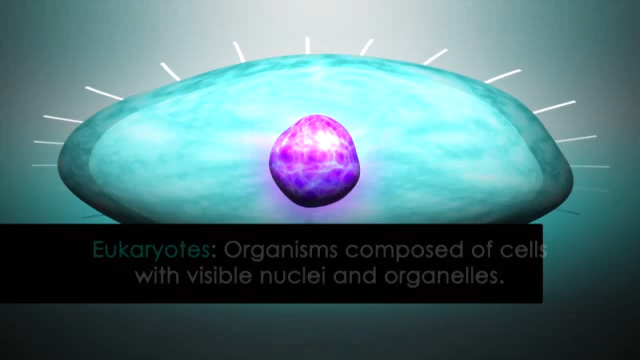 Eukaryotes: Organisms composed of cells
with visible nuclei and organelles.